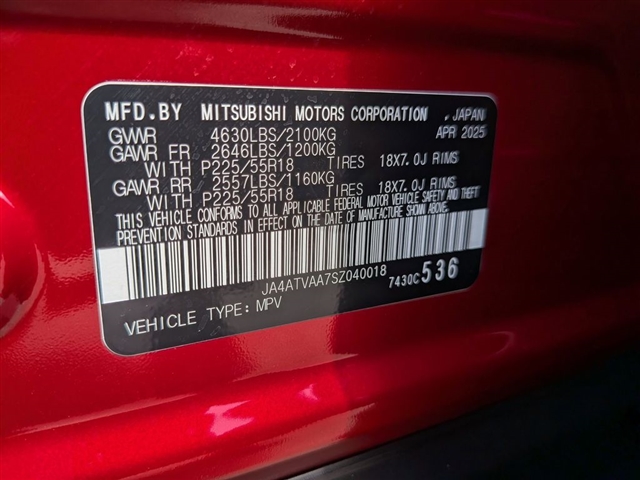 MFD.BY MITSUBISHI MOTORS CORPORATION JAPAN
GVWR 4630LBS/2100KG APR 2025
GAWR FR 2646LBS/1200KG
WITH P225/55R18 TIRES 18X7.0J RIMS
GAWR RR 2557LBS/1160KG
WITH P225/55R18 TIRES 18X7.0J RIMS
THIS VEHICLE CONFORMS TO ALL APPLICABLE FEDERAL MOTOR VEHICLE SAFETY AND THEFT
PREVENTION STANDARDS IN EFFECT ON THE DATE OF MANUFACTURE SHOWN ABOVE.
JA4ATVAA7SZ040018 7430C536
VEHICLE TYPE: MPV